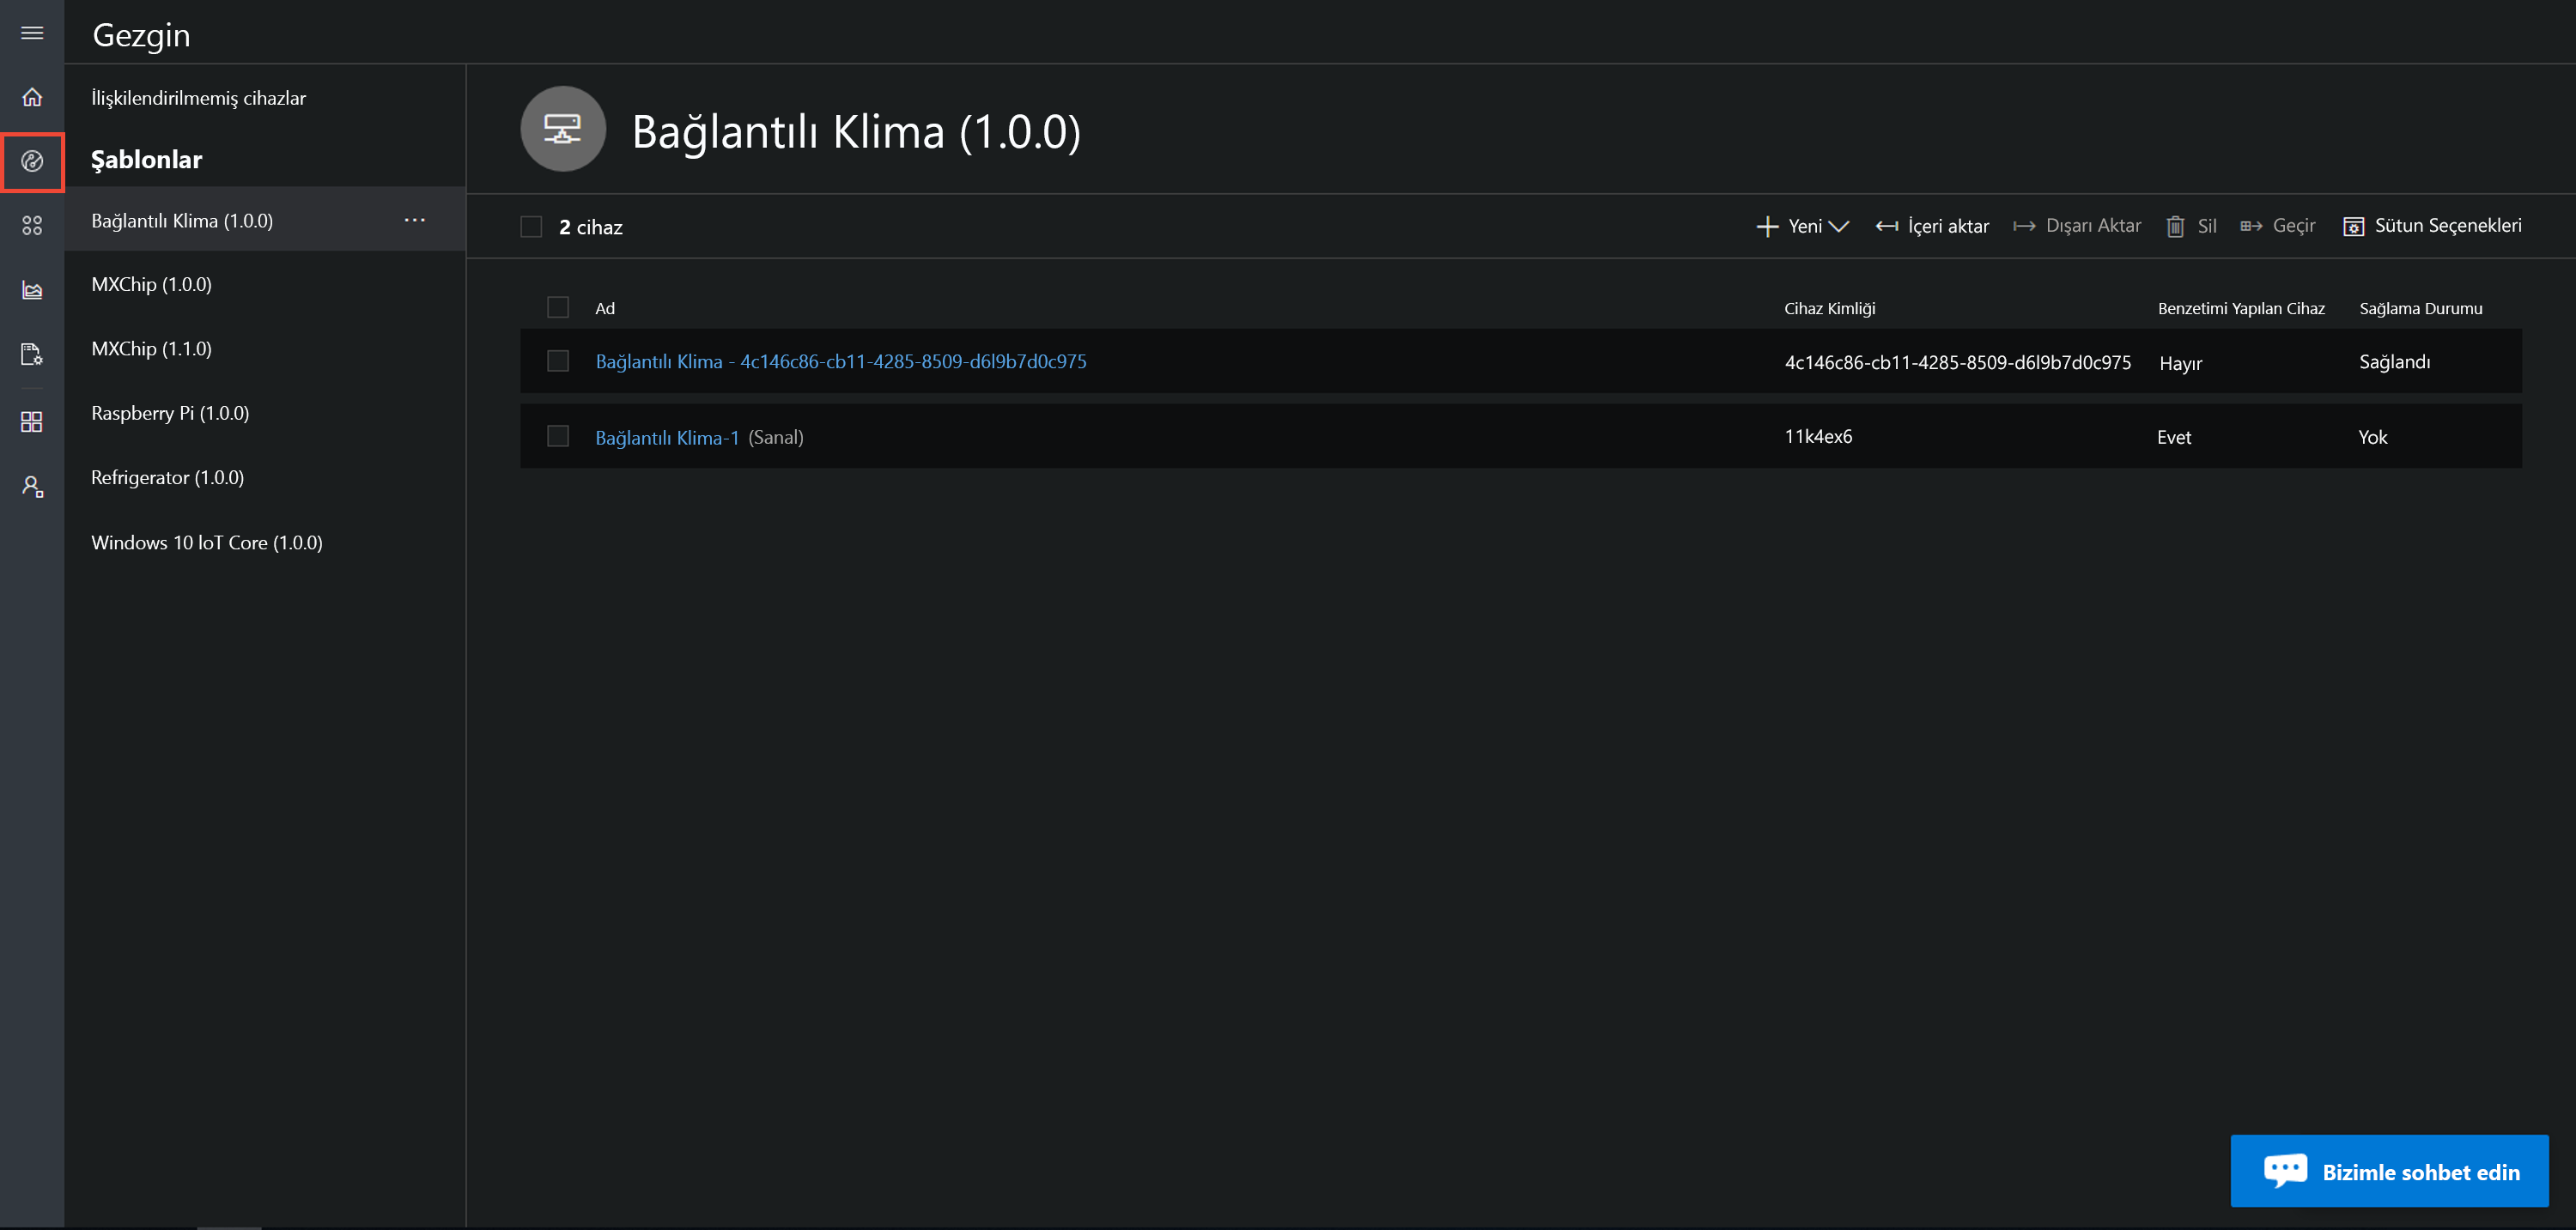 Gezgin
İlişkilendirilmemiş cihazlar
Şablonlar
Bağlantılı Klima (1.0.0) ...
MXChip (1.0.0)
MXChip (1.1.0)
Raspberry Pi (1.0.0)
Refrigerator (1.0.0)
Windows 10 loT Core (1.0.0)
Bağlantılı Klima (1.0.0)
2 cihaz Yeni İçeri aktar Dışarı Aktar Sil Geçir Sütun Seçenekleri
Ad Cihaz Kimliği Benzetimi Yapılan Cihaz Sağlama Durumu
Bağlantılı Klima - 4c146c86-cb11-4285-8509-d6l9b7d0c975 4c146c86-cb11-4285-8509-d6l9b7d0c975 Hayır Sağlandı
Bağlantılı Klima-1 (Sanal) 11k4ex6 Evet Yok
Bizimle sohbet edin